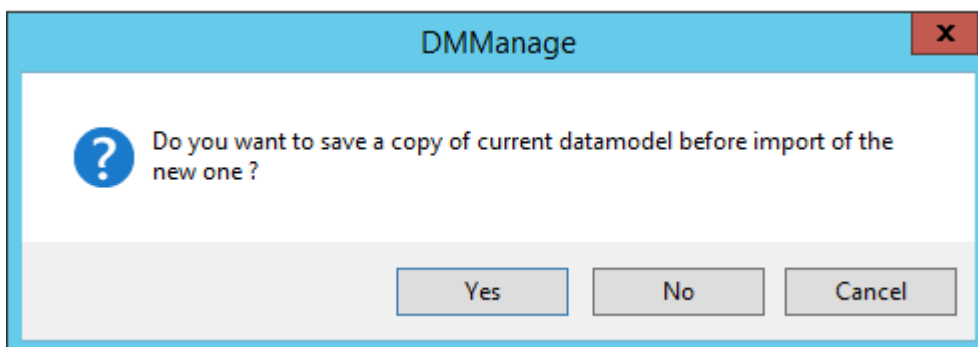 DMManage
x
Do you want to save a copy of current datamodel before import of the
new one ?
Yes No Cancel